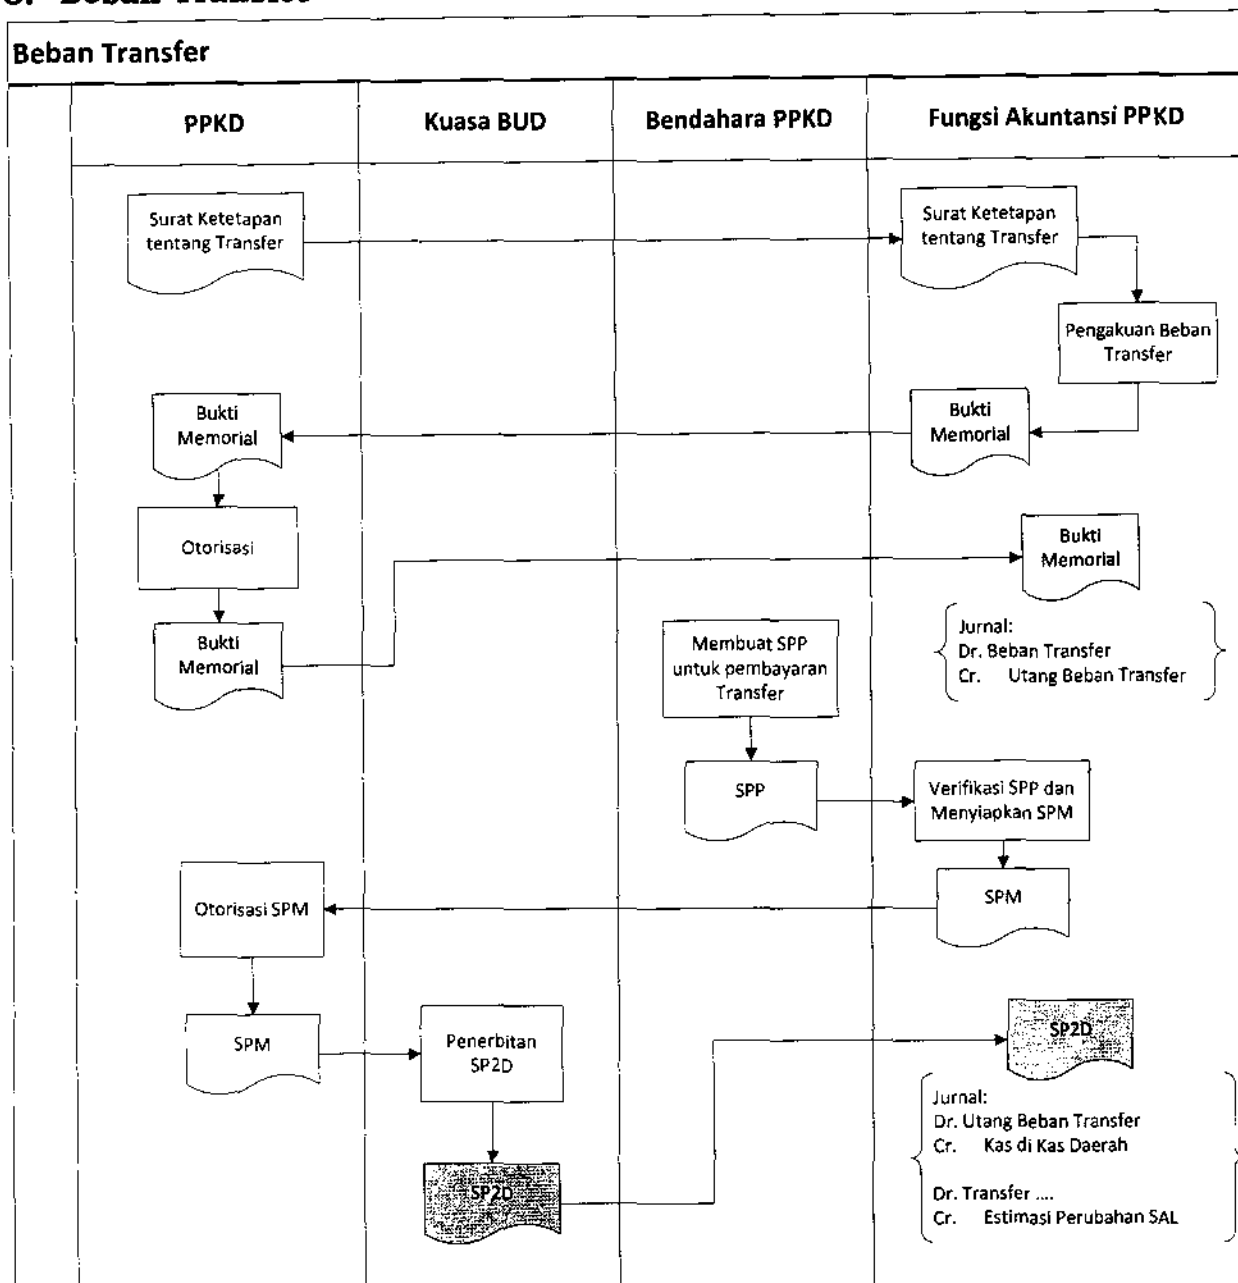 Beban Transfer
PPKD
Kuasa BUD
Bendahara PPKD
Fungsi Akuntansi PPKD
Surat Ketetapan
tentang Transfer
Surat Ketetapan
tentang Transfer
Pengakuan Beban
Transfer
Bukti
Memorial
Bukti
Memorial
Otorisasi
Bukti
Memorial
Bukti
Memorial
Jurnal:
Dr. Beban Transfer
Cr. Utang Beban Transfer
Membuat SPP
untuk pembayaran
Transfer
SPP
Verifikasi SPP dan
Menyiapkan SPM
SPM
Otorisasi SPM
SPM
Penerbitan
SP2D
SP2D
SP2D
Jurnal:
Dr. Utang Beban Transfer
Cr. Kas di Kas Daerah
Dr. Transfer ....
Cr. Estimasi Perubahan SAL